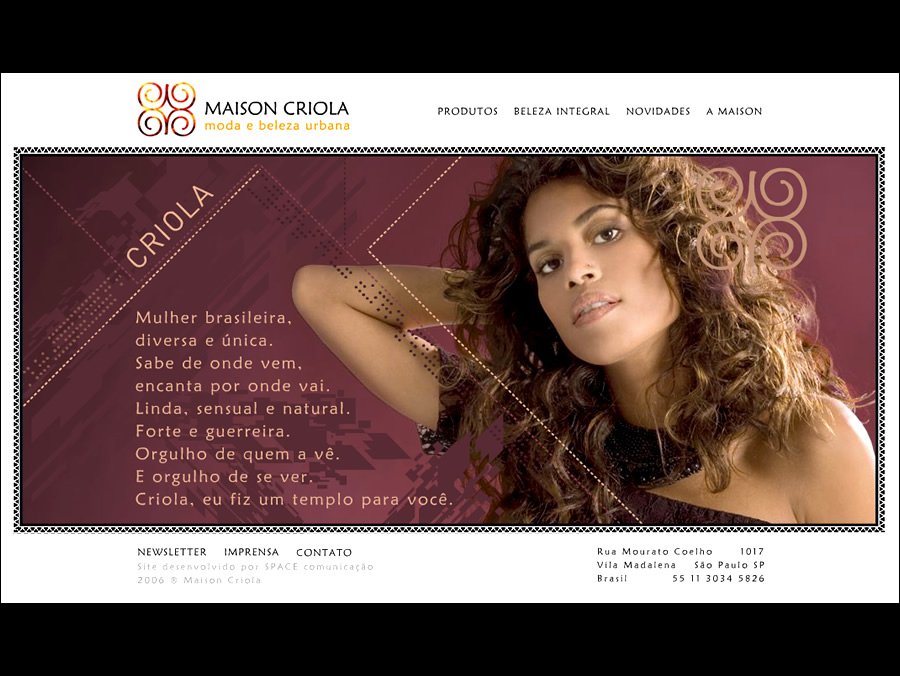 MAISON CRIOLA
moda e beleza urbana
PRODUTOS BELEZA INTEGRAL NOVIDADES A MAISON
CRIOLA
Mulher brasileira,
diversa e única.
Sabe de onde vem,
encanta por onde vai.
Linda, sensual e natural.
Forte e guerreira.
Orgulho de quem a vê.
E orgulho de se ver.
Criola, eu fiz um templo para você.
NEWSLETTER IMPRENSA CONTATO
Site desenvolvido por SPACE comunicação
2006 ® Maison Criola
Rua Mourato Coelho 1017
Vila Madalena São Paulo SP
Brasil 55 11 3034 5826